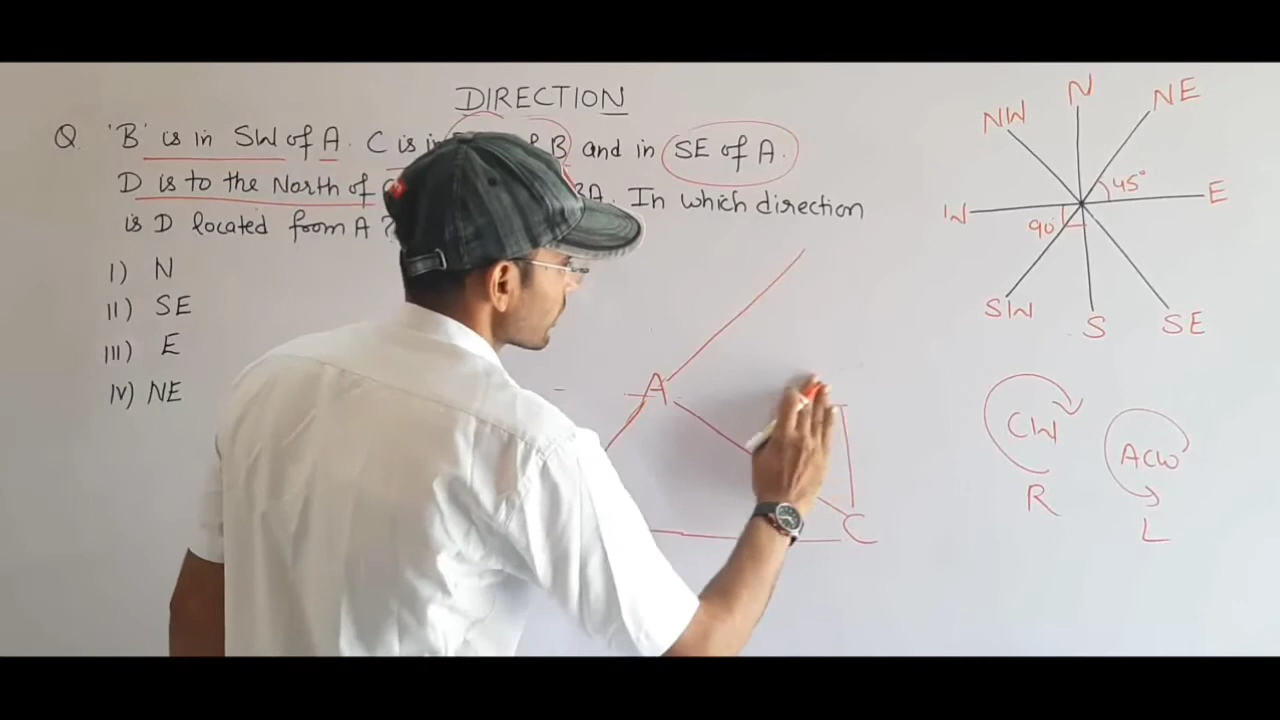 DIRECTION
Q 'B' is in SW of A. C is in B and in SE of A.
D is to the North of BA. In which direction
is D located from A?
I) N
II) SE
III) E
IV) NE
N
NW
NE
45°
W
E
90°
SW
S
SE
CW
R
ACW
L
A
C